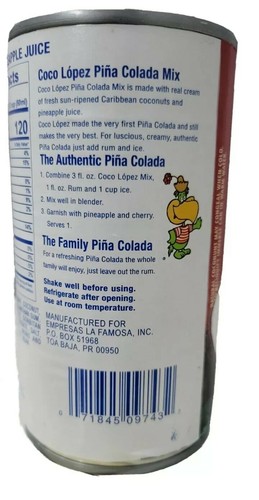 APPLE JUICE
cts
120
Coco López Piña Colada Mix
Coco López Piña Colada Mix is made with real cream
of fresh sun-ripened Caribbean coconuts and
pineapple juice.
Coco López made the very first Piña Colada and still
makes the very best. For luscious, creamy, authentic
Piña Colada just add rum and ice.
The Authentic Piña Colada
1. Combine 3 fl. oz. Coco López Mix,
1 fl. oz. Rum and 1 cup ice.
2. Mix well in blender.
3. Garnish with pineapple and cherry.
Serves 1.
The Family Piña Colada
For a refreshing Piña Colada the whole
family will enjoy, just leave out the rum.
Shake well before using.
Refrigerate after opening.
Use at room temperature.
MANUFACTURED FOR
EMPRESAS LA FAMOSA, INC.
P.O. BOX 51968
TOA BAJA, PR 00950
0 71845 09743